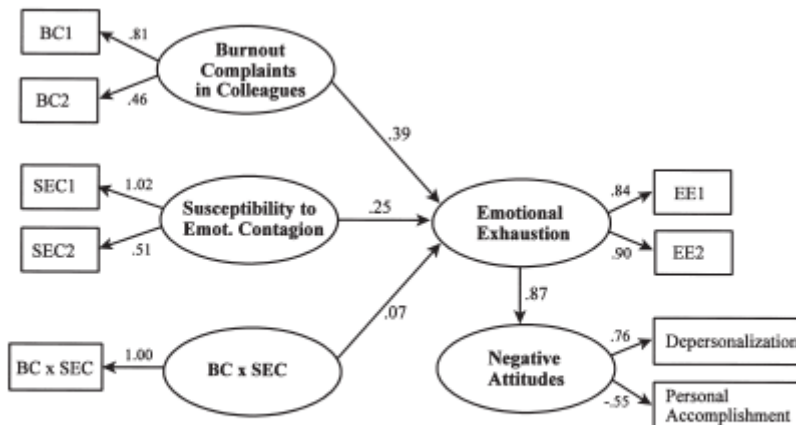 BC1
.81
Burnout
Complaints
in Colleagues
BC2
.46
.39
SEC1
1.02
Susceptibility to
Emot. Contagion
.25
SEC2
.51
Emotional
Exhaustion
.84
EE1
.90
EE2
.07
.87
BC x SEC
1.00
BC x SEC
Negative
Attitudes
.76
Depersonalization
-.55
Personal
Accomplishment